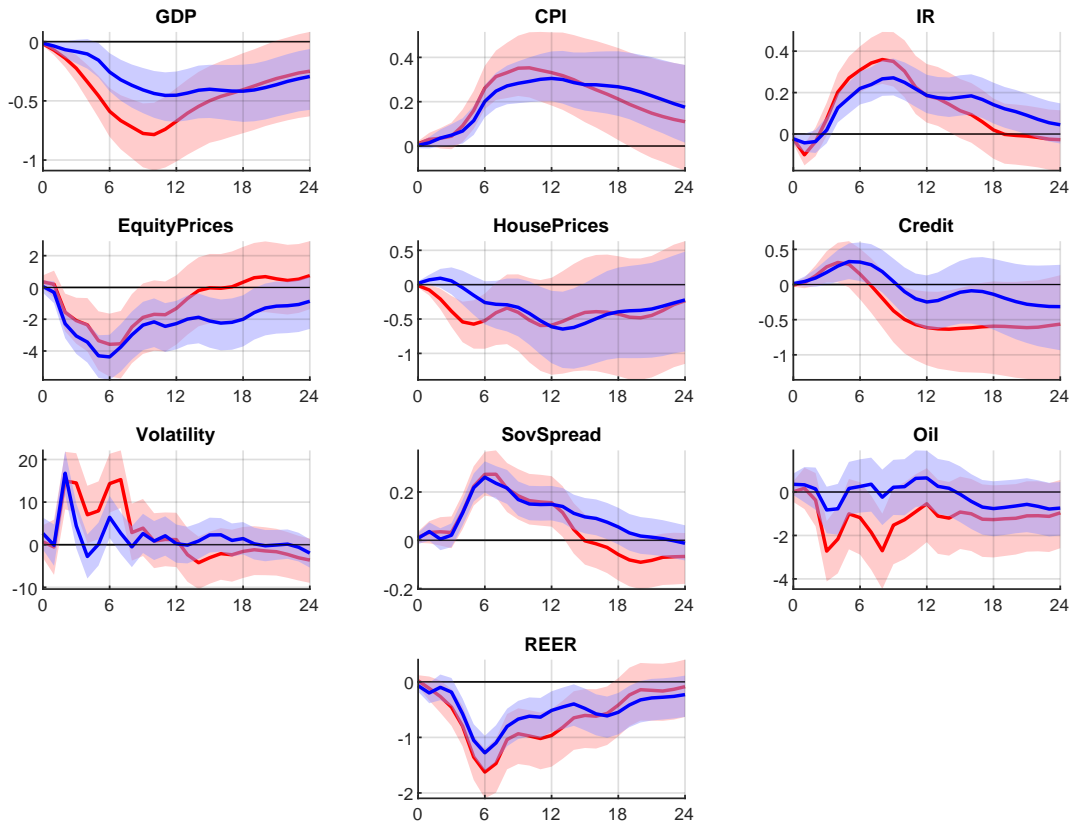 GDP
0
-0.5
-1
0 6 12 18 24
CPI
0.4
0.2
0
0 6 12 18 24
IR
0.4
0.2
0
0 6 12 18 24
EquityPrices
2
0
-2
-4
0 6 12 18 24
HousePrices
0.5
0
-0.5
-1
0 6 12 18 24
Credit
0.5
0
-0.5
-1
0 6 12 18 24
Volatility
20
10
0
-10
0 6 12 18 24
SovSpread
0.2
0
-0.2
0 6 12 18 24
Oil
0
-2
-4
0 6 12 18 24
REER
0
-1
-2
0 6 12 18 24